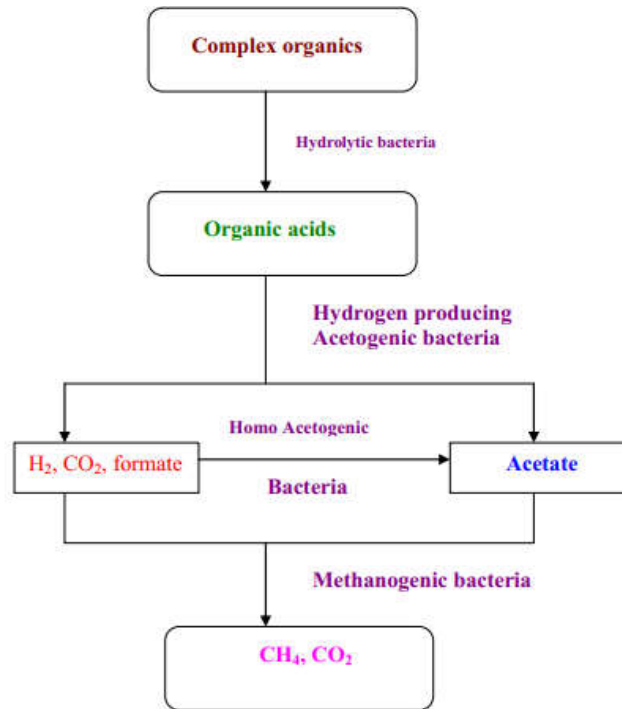 Complex organics
Hydrolytic bacteria
Organic acids
Hydrogen producing
Acetogenic bacteria
Homo Acetogenic
H₂, CO₂, formate
Acetate
Bacteria
Methanogenic bacteria
CH₄, CO₂